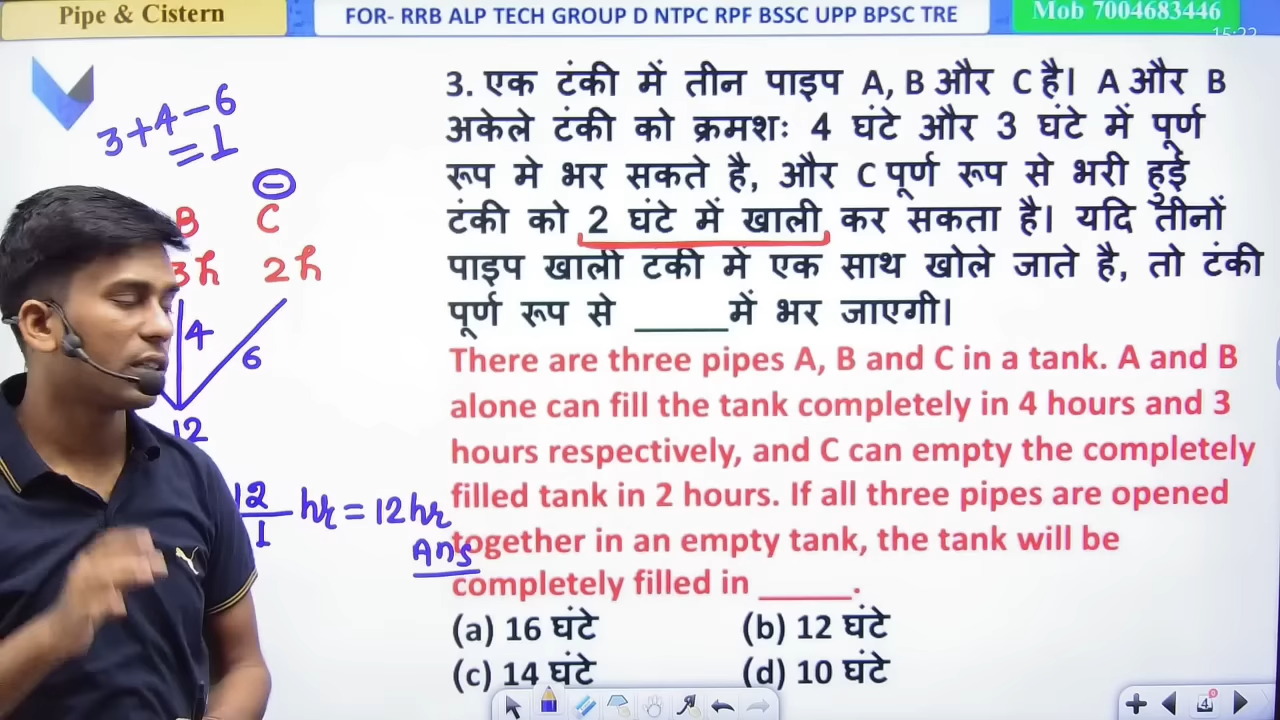 Pipe & Cistern
FOR- RRB ALP TECH GROUP D NTPC RPF BSSC UPP BPSC TRE
Mob 7004683446
3+4-6
=1
B C
3h 2h
4
6
12
12/1 hr = 12 hr
Ans
3. एक टंकी में तीन पाइप A, B और C है। A और B
अकेले टंकी को क्रमशः 4 घंटे और 3 घंटे में पूर्ण
रूप मे भर सकते है, और C पूर्ण रूप से भरी हुई
टंकी को 2 घंटे में खाली कर सकता है। यदि तीनों
पाइप खाली टंकी में एक साथ खोले जाते है, तो टंकी
पूर्ण रूप से _____में भर जाएगी।
There are three pipes A, B and C in a tank. A and B
alone can fill the tank completely in 4 hours and 3
hours respectively, and C can empty the completely
filled tank in 2 hours. If all three pipes are opened
together in an empty tank, the tank will be
completely filled in _____.
(a) 16 घंटे (b) 12 घंटे
(c) 14 घंटे (d) 10 घंटे
4